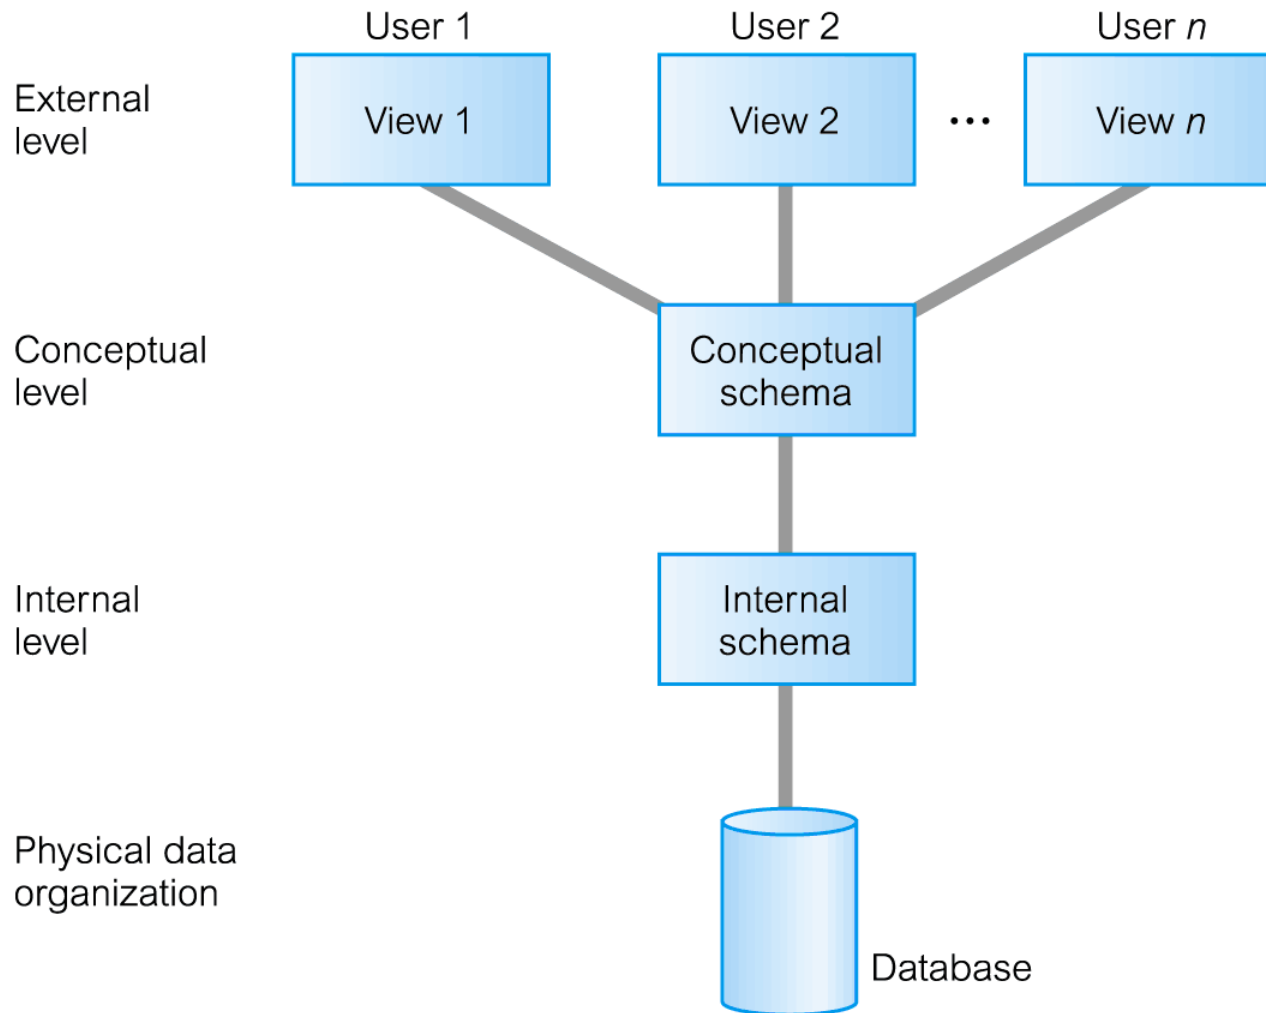 User 1
User 2
User n
External
level
View 1
View 2
...
View n
Conceptual
level
Conceptual
schema
Internal
level
Internal
schema
Physical data
organization
Database